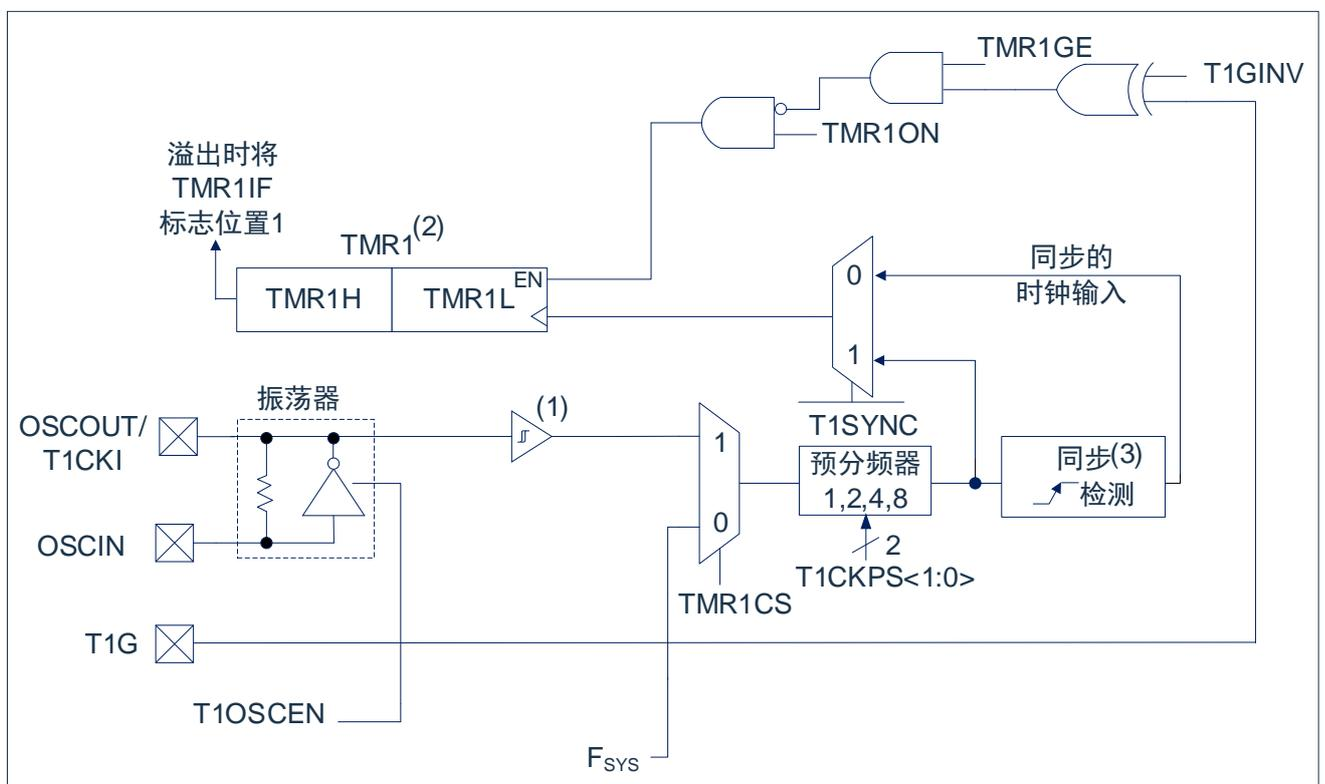 TMR1GE
T1GINV
TMR1ON
溢出时将
TMR1IF
标志位置1
TMR1(2)
EN
TMR1H
TMR1L
0
同步的
时钟输入
1
振荡器
(1)
OSCOUT/
T1CKI
1
T1SYNC
预分频器
1,2,4,8
同步(3)
检测
OSCIN
0
2
T1CKPS<1:0>
TMR1CS
T1G
T1OSCEN
FSYS